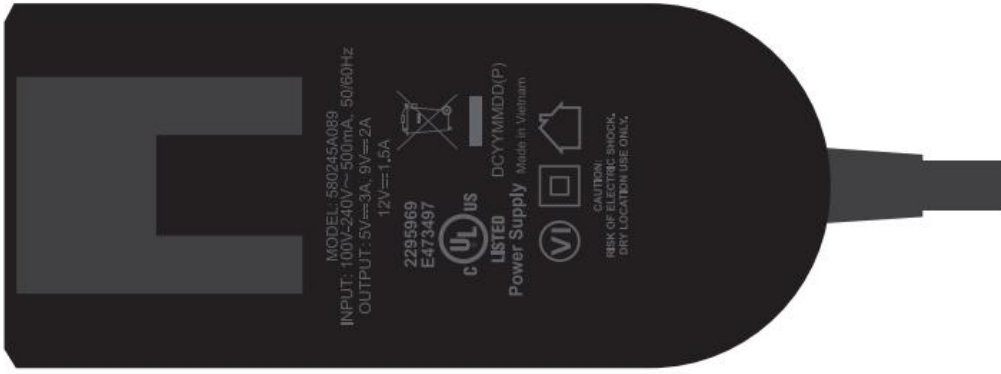 MODEL: 580245A089
INPUT: 100V-240V～ 500mA, 50/60Hz
OUTPUT: 5V⎓3A, 9V⎓2A
12V⎓1.5A
2295969
E473497
C UL US
LISTED
DCYYMMDD(P)
Power Supply Made in Vietnam
VI
CAUTION:
RISK OF ELECTRIC SHOCK.
DRY LOCATION USE ONLY.